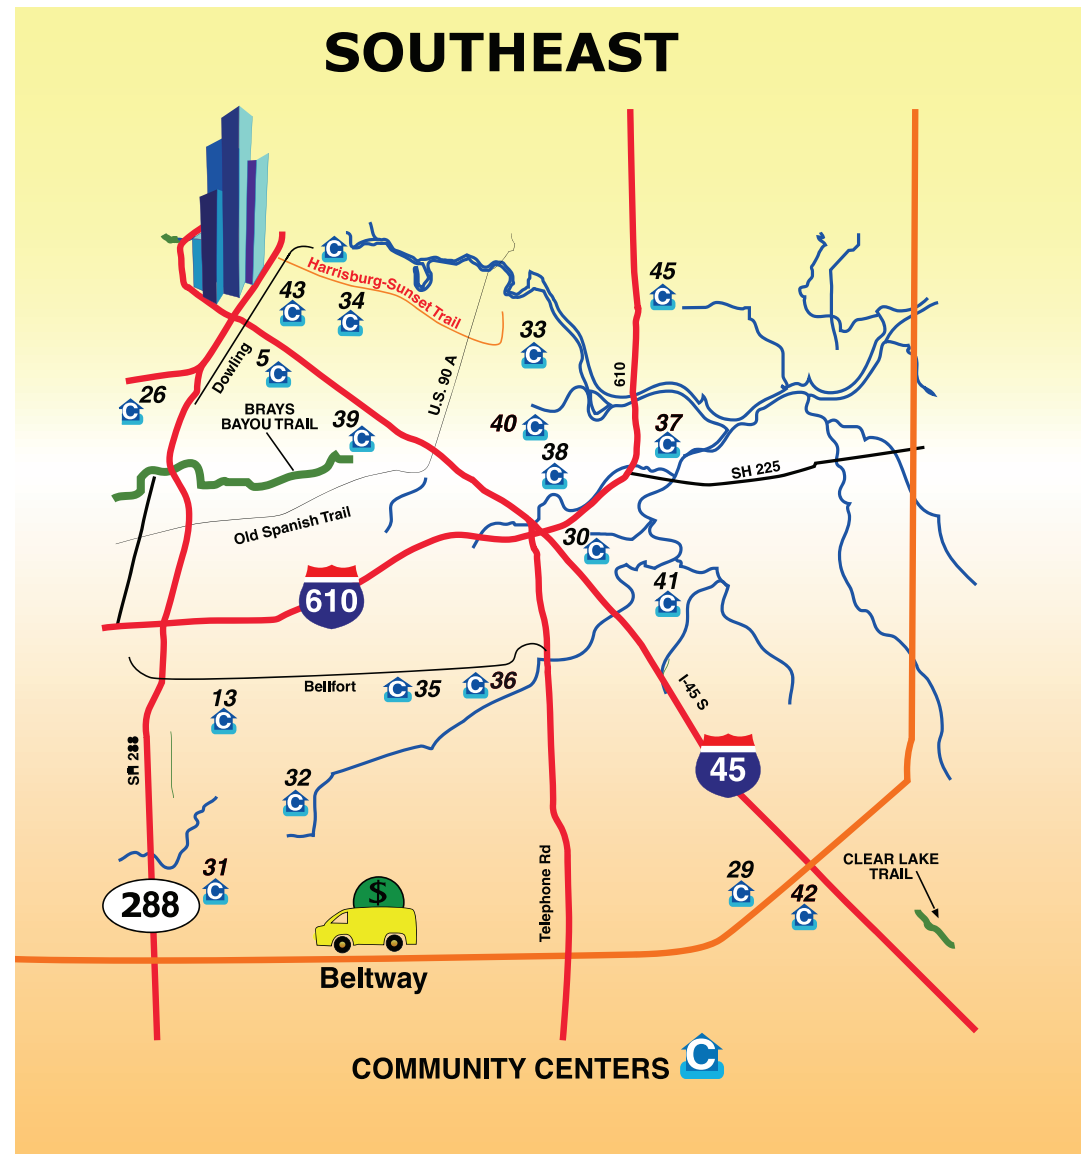 SOUTHEAST
C
Harrisburg-Sunset Trail
43
C
34
C
45
C
33
C
5
C
Dowling
U.S. 90 A
610
26
C
BRAYS
BAYOU TRAIL
39
C
40
C
37
C
38
C
SH 225
Old Spanish Trail
30
C
610
41
C
Bellfort
C
35
C
36
I-45 S
13
C
SH 288
45
32
C
31
C
288
$
Beltway
Telephone Rd
29
C
42
C
CLEAR LAKE
TRAIL
COMMUNITY CENTERS C